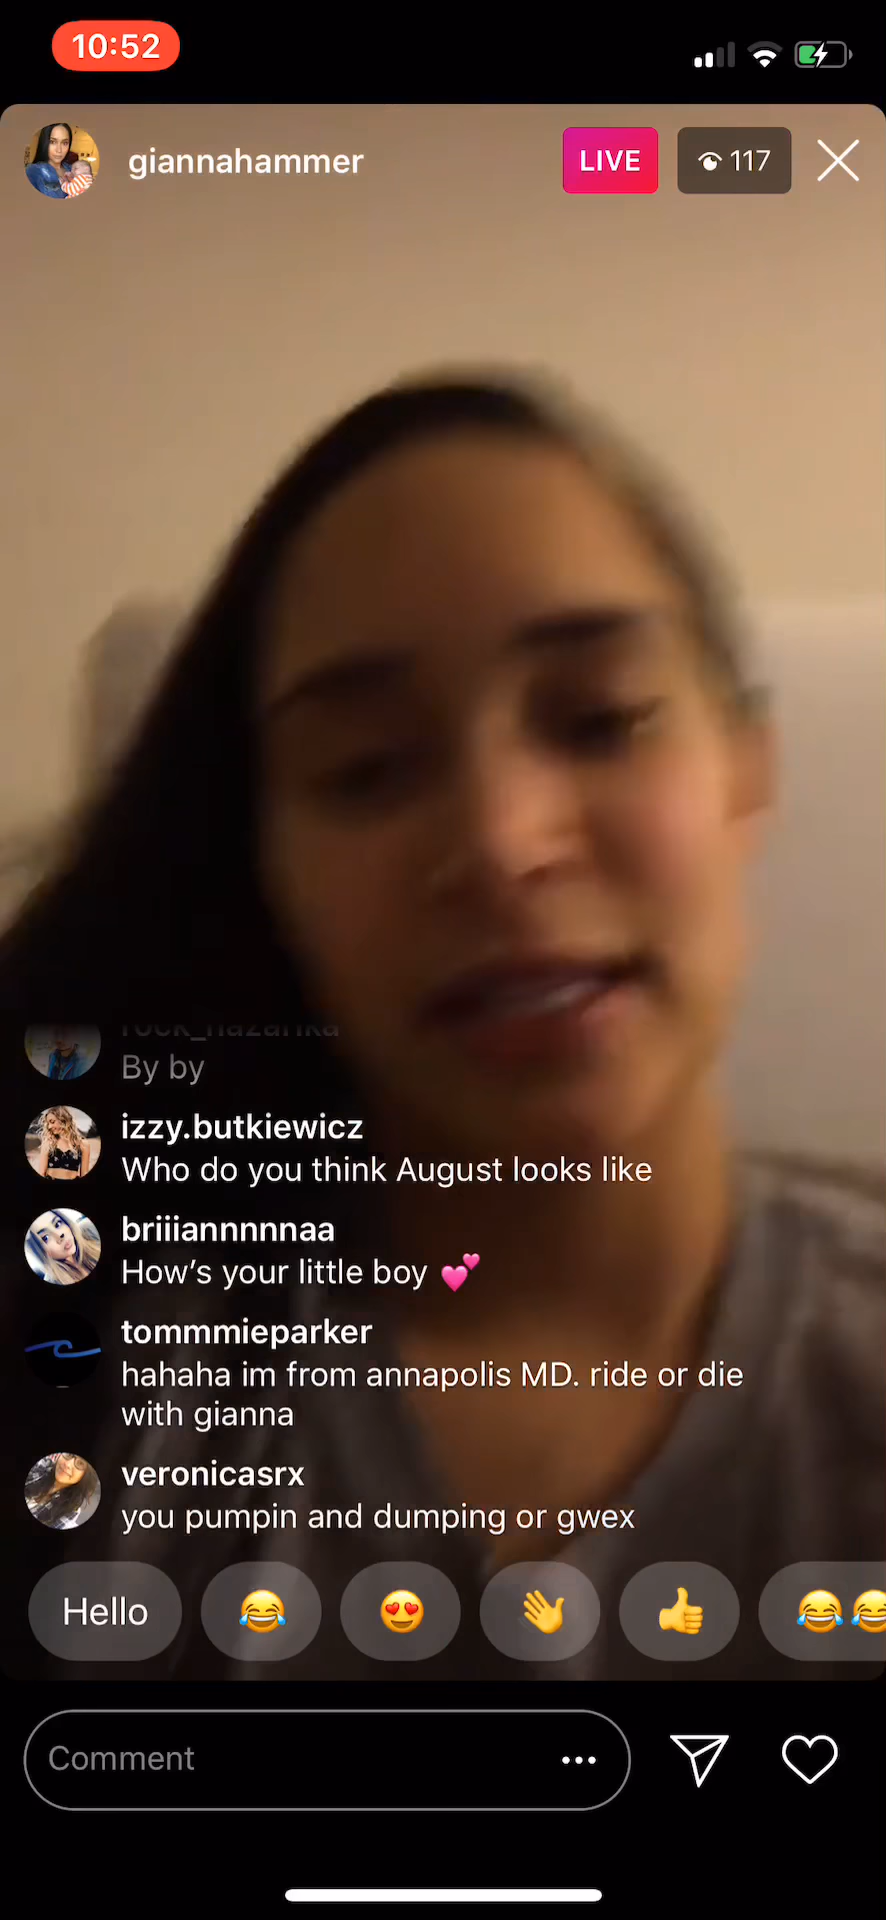 10:52
giannahammer
LIVE
117
By by
izzy.butkiewicz
Who do you think August looks like
briiiannnnnaa
How's your little boy 💕
tommmieparker
hahaha im from annapolis MD. ride or die
with gianna
veronicasrx
you pumpin and dumping or gwex
Hello 😂 😍 👋 👍 😂😂
Comment